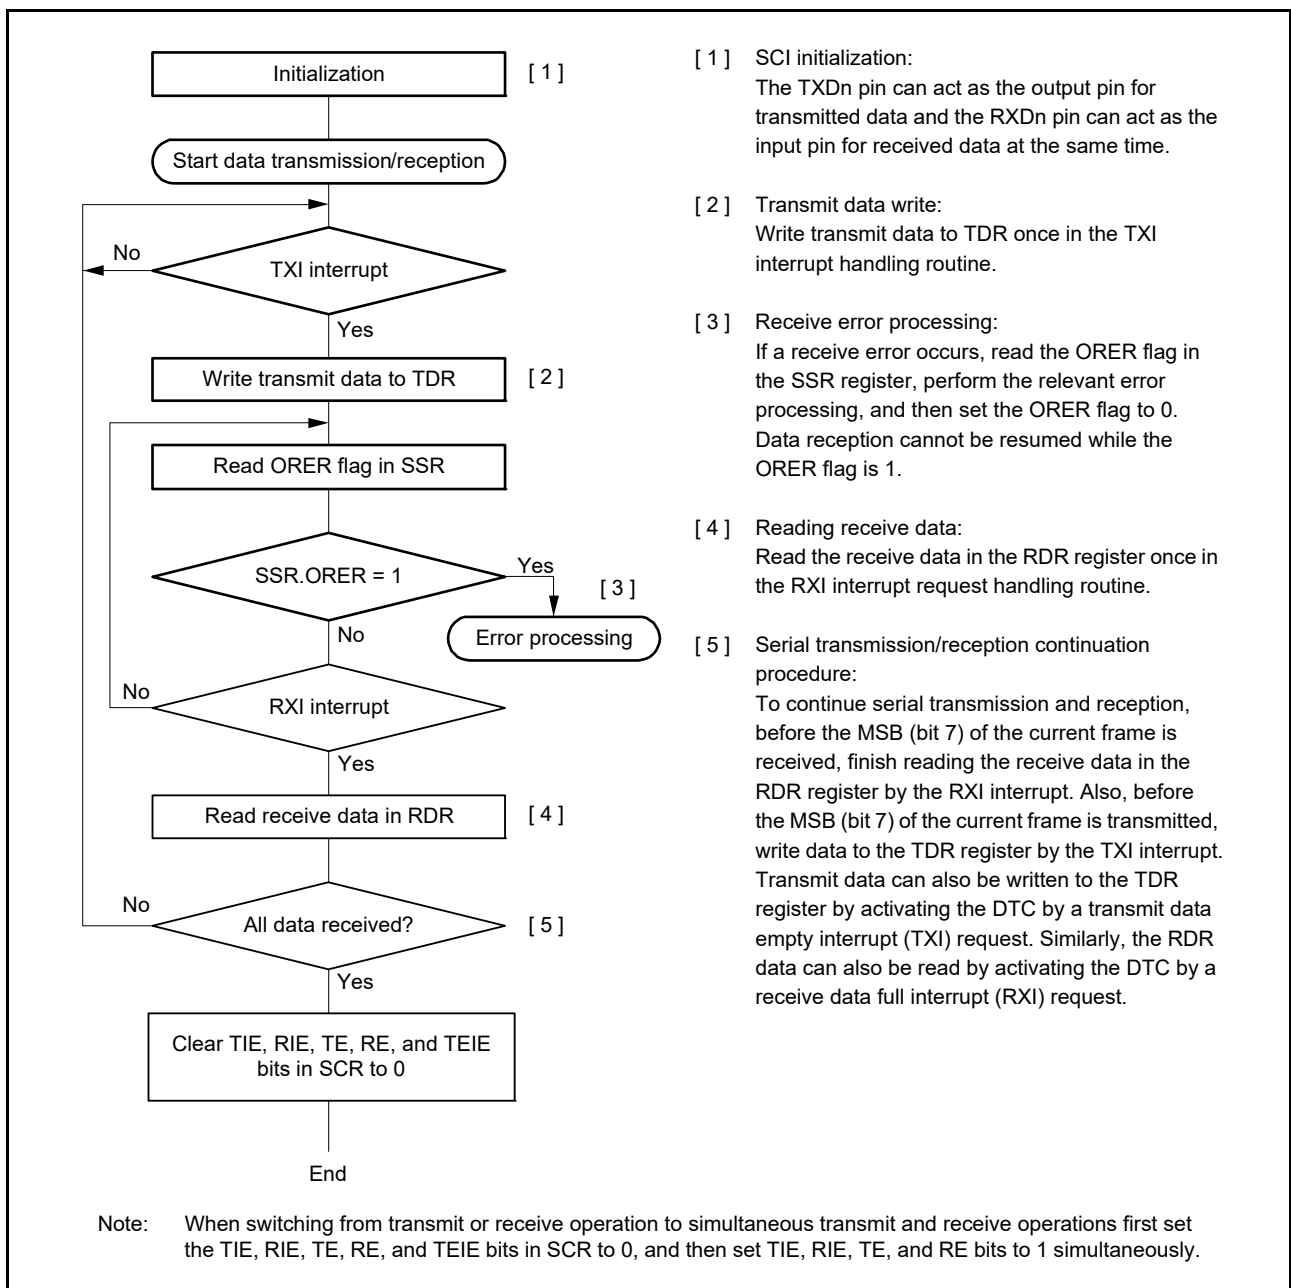 Initialization
[ 1 ]
Start data transmission/reception
No
TXI interrupt
Yes
Write transmit data to TDR
[ 2 ]
Read ORER flag in SSR
SSR.ORER = 1
Yes
[ 3 ]
Error processing
No
No
RXI interrupt
Yes
Read receive data in RDR
[ 4 ]
No
All data received?
[ 5 ]
Yes
Clear TIE, RIE, TE, RE, and TEIE
bits in SCR to 0
End
[ 1 ] SCI initialization:
The TXDn pin can act as the output pin for
transmitted data and the RXDn pin can act as the
input pin for received data at the same time.
[ 2 ] Transmit data write:
Write transmit data to TDR once in the TXI
interrupt handling routine.
[ 3 ] Receive error processing:
If a receive error occurs, read the ORER flag in
the SSR register, perform the relevant error
processing, and then set the ORER flag to 0.
Data reception cannot be resumed while the
ORER flag is 1.
[ 4 ] Reading receive data:
Read the receive data in the RDR register once in
the RXI interrupt request handling routine.
[ 5 ] Serial transmission/reception continuation
procedure:
To continue serial transmission and reception,
before the MSB (bit 7) of the current frame is
received, finish reading the receive data in the
RDR register by the RXI interrupt. Also, before
the MSB (bit 7) of the current frame is transmitted,
write data to the TDR register by the TXI interrupt.
Transmit data can also be written to the TDR
register by activating the DTC by a transmit data
empty interrupt (TXI) request. Similarly, the RDR
data can also be read by activating the DTC by a
receive data full interrupt (RXI) request.
Note: When switching from transmit or receive operation to simultaneous transmit and receive operations first set
the TIE, RIE, TE, RE, and TEIE bits in SCR to 0, and then set TIE, RIE, TE, and RE bits to 1 simultaneously.